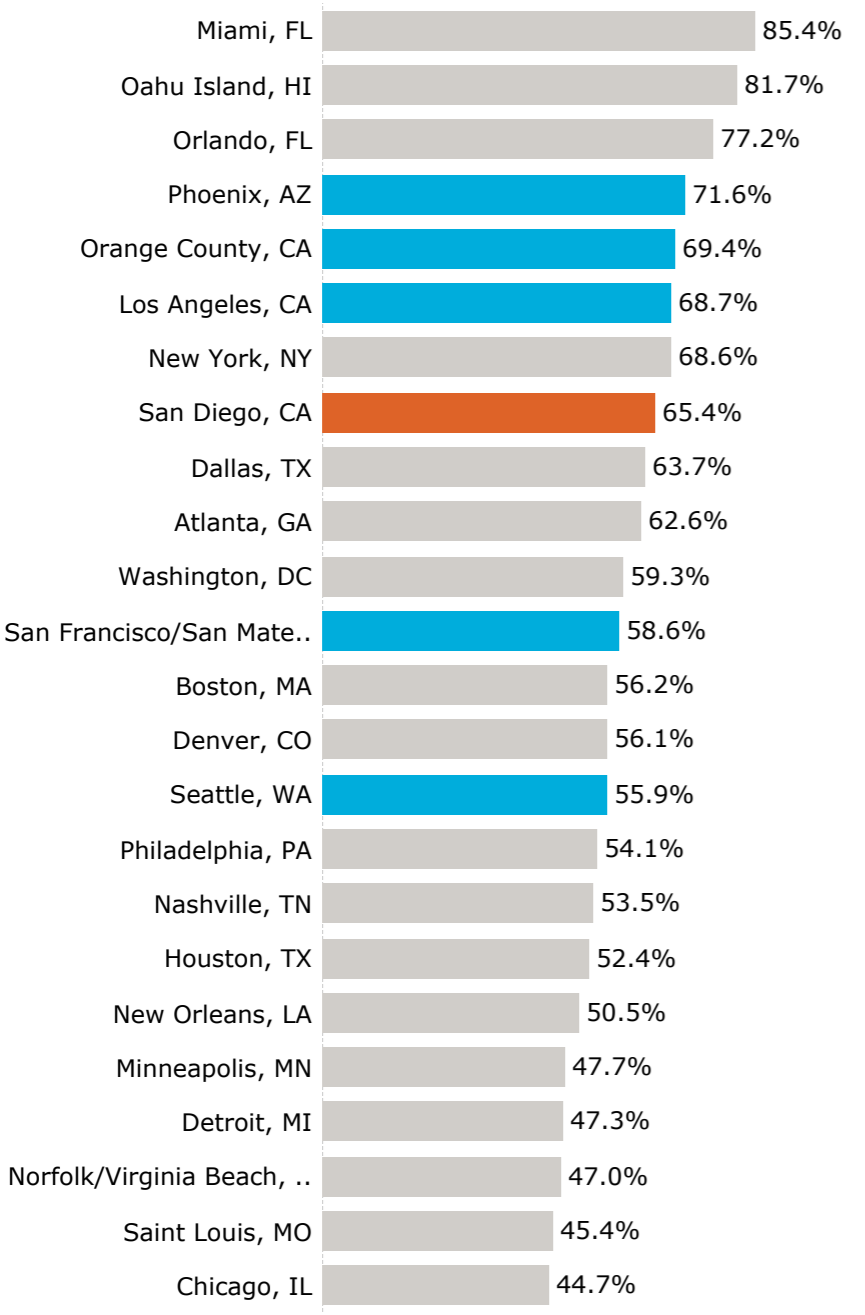 Miami, FL 85.4%
Oahu Island, HI 81.7%
Orlando, FL 77.2%
Phoenix, AZ 71.6%
Orange County, CA 69.4%
Los Angeles, CA 68.7%
New York, NY 68.6%
San Diego, CA 65.4%
Dallas, TX 63.7%
Atlanta, GA 62.6%
Washington, DC 59.3%
San Francisco/San Mate.. 58.6%
Boston, MA 56.2%
Denver, CO 56.1%
Seattle, WA 55.9%
Philadelphia, PA 54.1%
Nashville, TN 53.5%
Houston, TX 52.4%
New Orleans, LA 50.5%
Minneapolis, MN 47.7%
Detroit, MI 47.3%
Norfolk/Virginia Beach, .. 47.0%
Saint Louis, MO 45.4%
Chicago, IL 44.7%